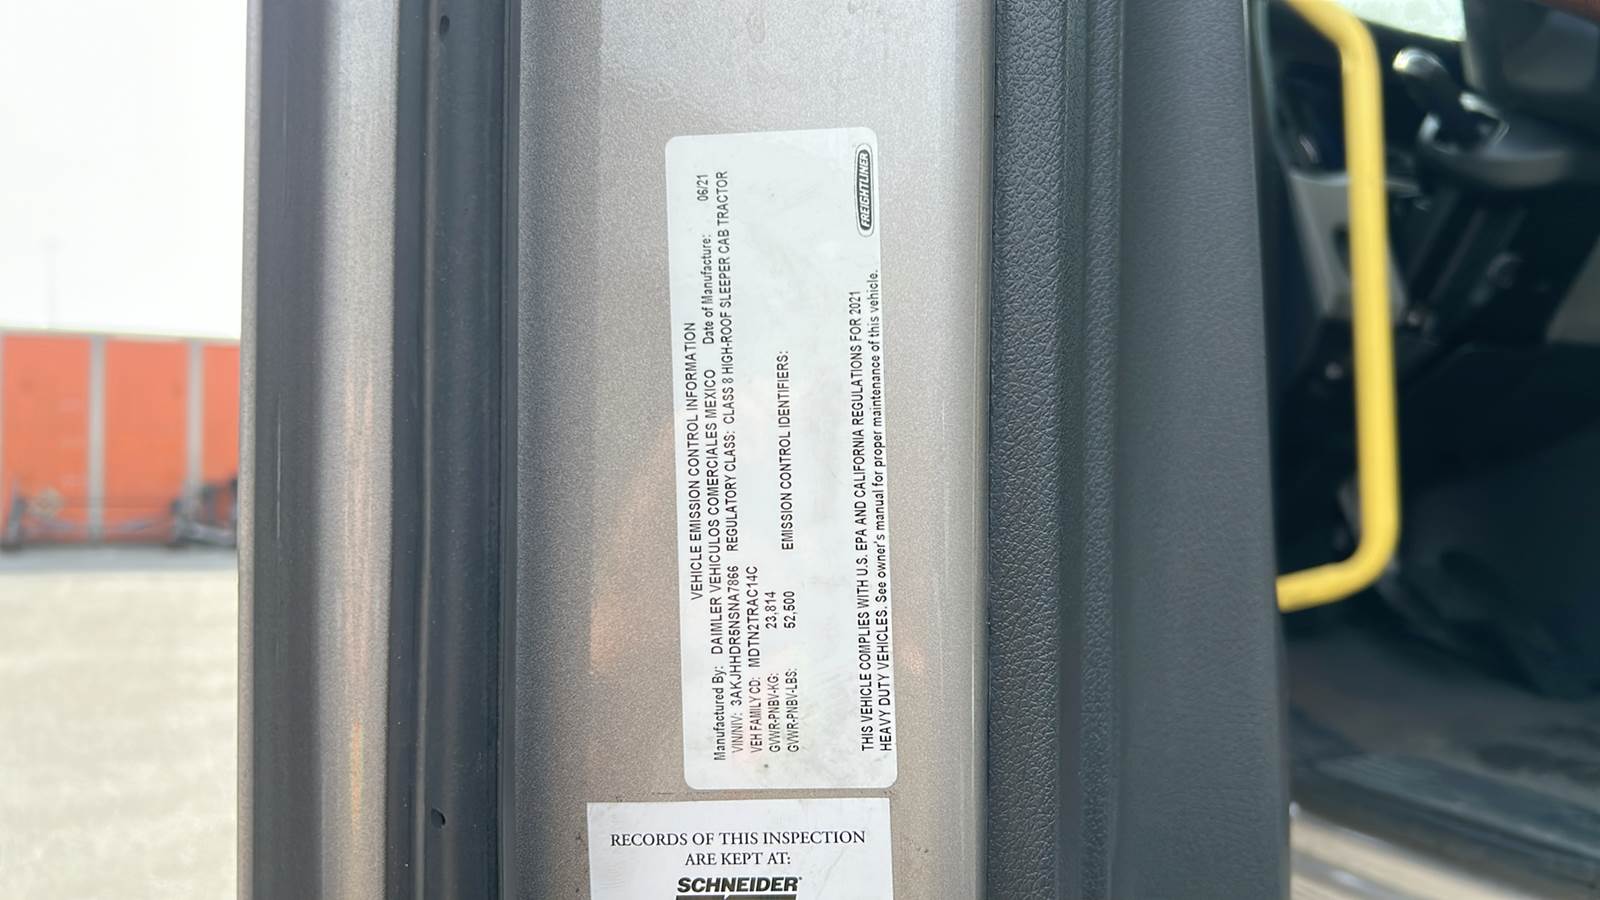 VEHICLE EMISSION CONTROL INFORMATION
Manufactured By: DAIMLER VEHICULOS COMERCIALES MEXICO Date of Manufacture: 06/21
VIN/NIV: 3AKJHHDR5NSNA7866 REGULATORY CLASS: CLASS 8 HIGH-ROOF SLEEPER CAB TRACTOR
VEH FAMILY CD: MDTN2TRAC14C
GVWR-PNBV-KG: 23,814
GVWR-PNBV-LBS: 52,500 EMISSION CONTROL IDENTIFIERS:
THIS VEHICLE COMPLIES WITH U.S. EPA AND CALIFORNIA REGULATIONS FOR 2021
HEAVY DUTY VEHICLES. See owner's manual for proper maintenance of this vehicle.
FREIGHTLINER
RECORDS OF THIS INSPECTION
ARE KEPT AT:
SCHNEIDER